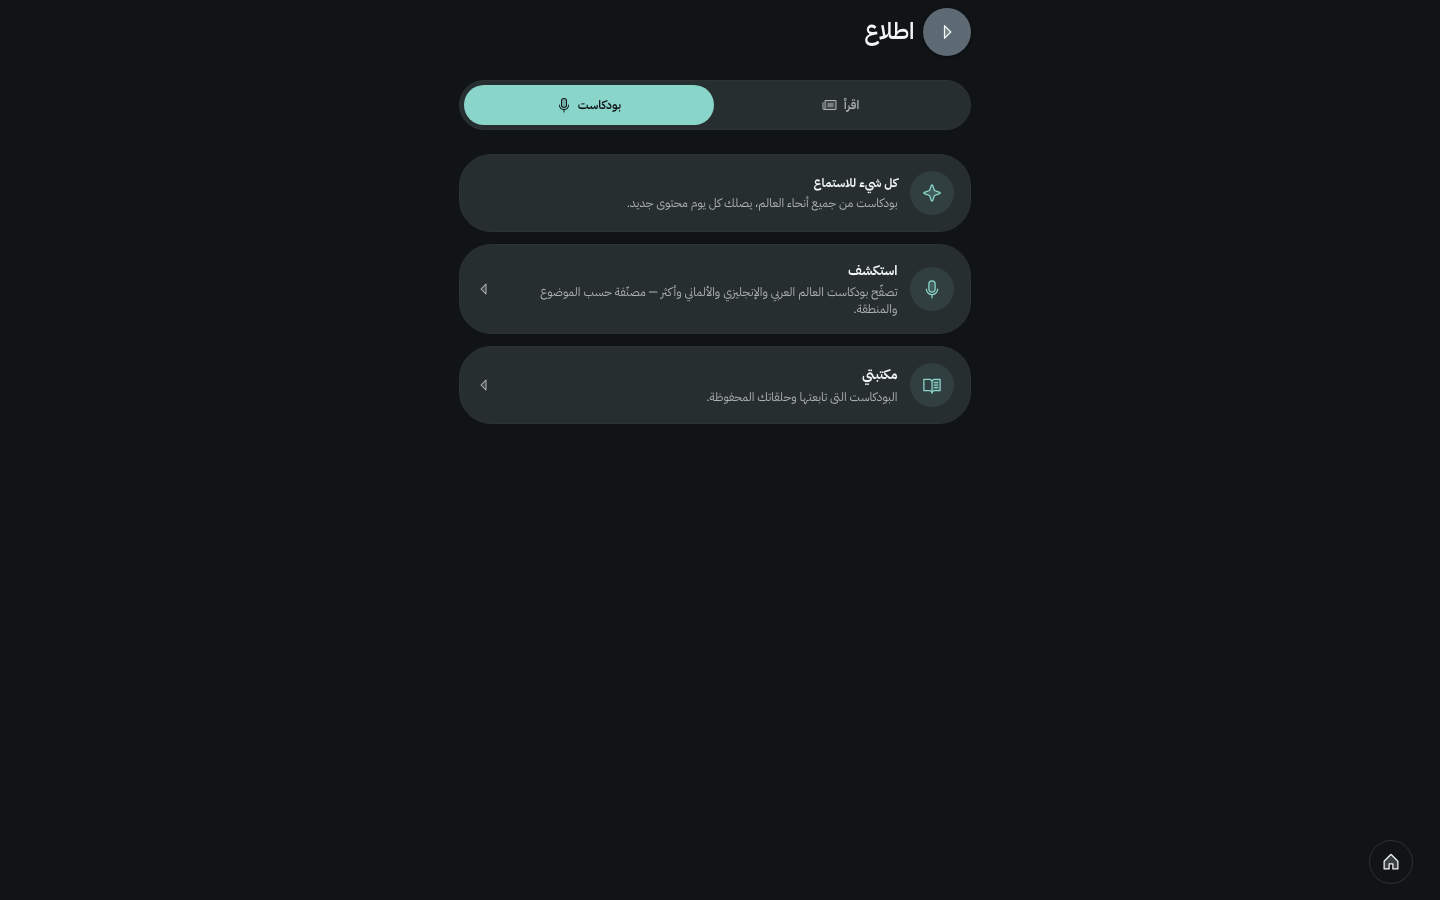 اطلاع
اقرأ
بودكاست
كل شيء للاستماع
بودكاست من جميع أنحاء العالم، يصلك كل يوم محتوى جديد.
استكشف
تصفّح بودكاست العالم العربي والإنجليزي والألماني وأكثر — مصنّفة حسب الموضوع
والمنطقة.
مكتبتي
البودكاست التي تابعتها وحلقاتك المحفوظة.